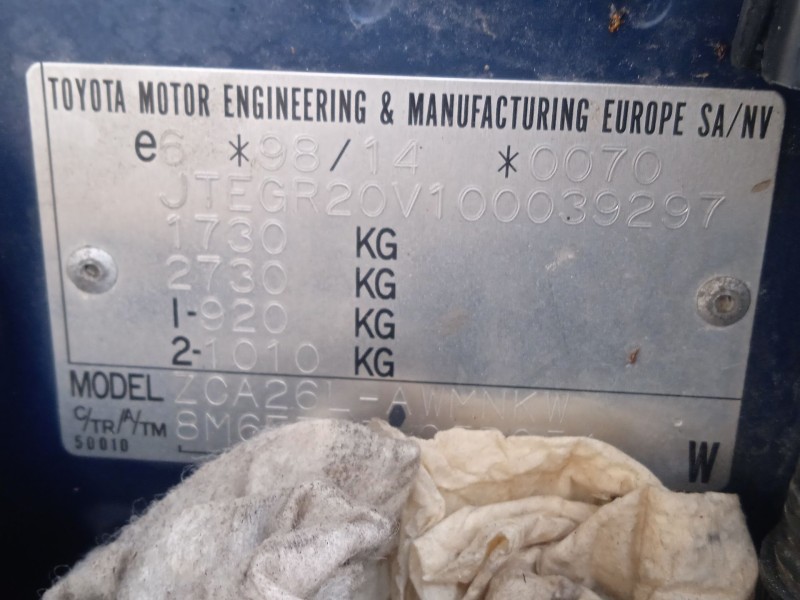 TOYOTA MOTOR ENGINEERING & MANUFACTURING EUROPE SA/NV
e6 *98/14 *0070
JTEGR20V100039297
1730 KG
2730 KG
1-920 KG
2-1010 KG
MODEL ZCA26L-AWMNKW
C/TR/A/TM
50010 W